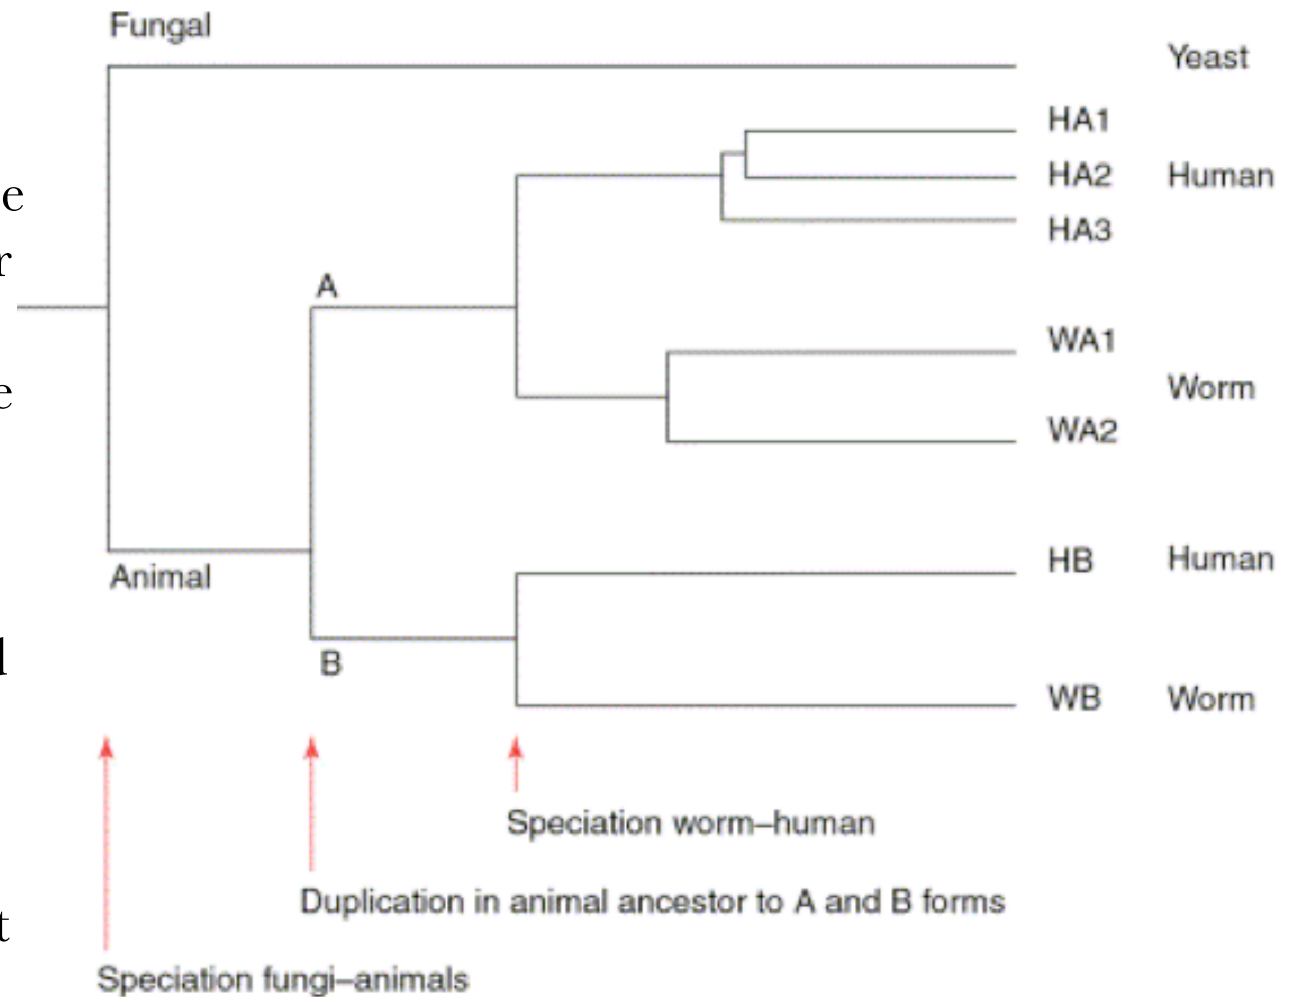 Fungal
Yeast
HA1
e
HA2 Human
HA3
r
A
WA1
e
Worm
WA2
HB Human
Animal
d
B
WB Worm
Speciation worm–human
Duplication in animal ancestor to A and B forms
t
Speciation fungi–animals